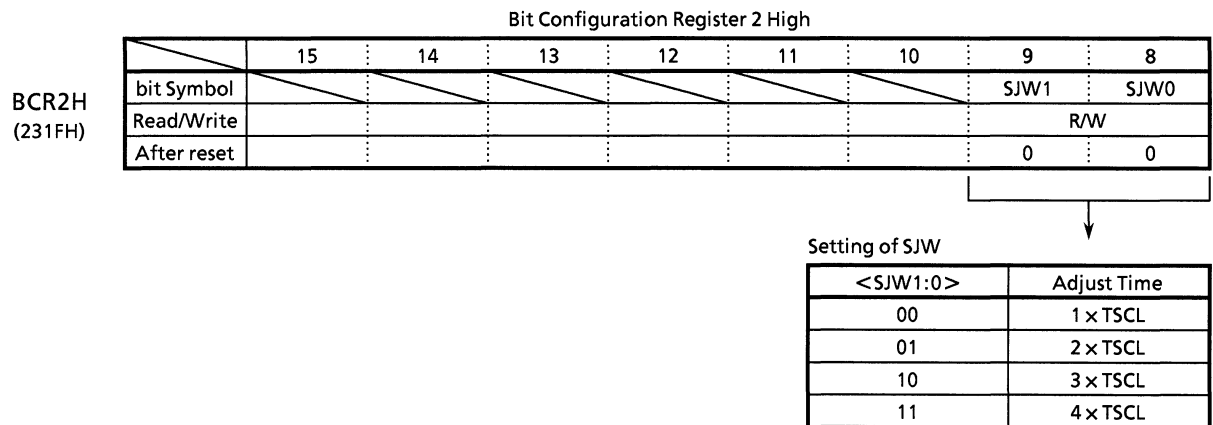 Bit Configuration Register 2 High
15 14 13 12 11 10 9 8
BCR2H
(231FH)
bit Symbol SJW1 SJW0
Read/Write R/W
After reset 0 0
Setting of SJW
<SJW1:0> Adjust Time
00 1 × TSCL
01 2 × TSCL
10 3 × TSCL
11 4 × TSCL